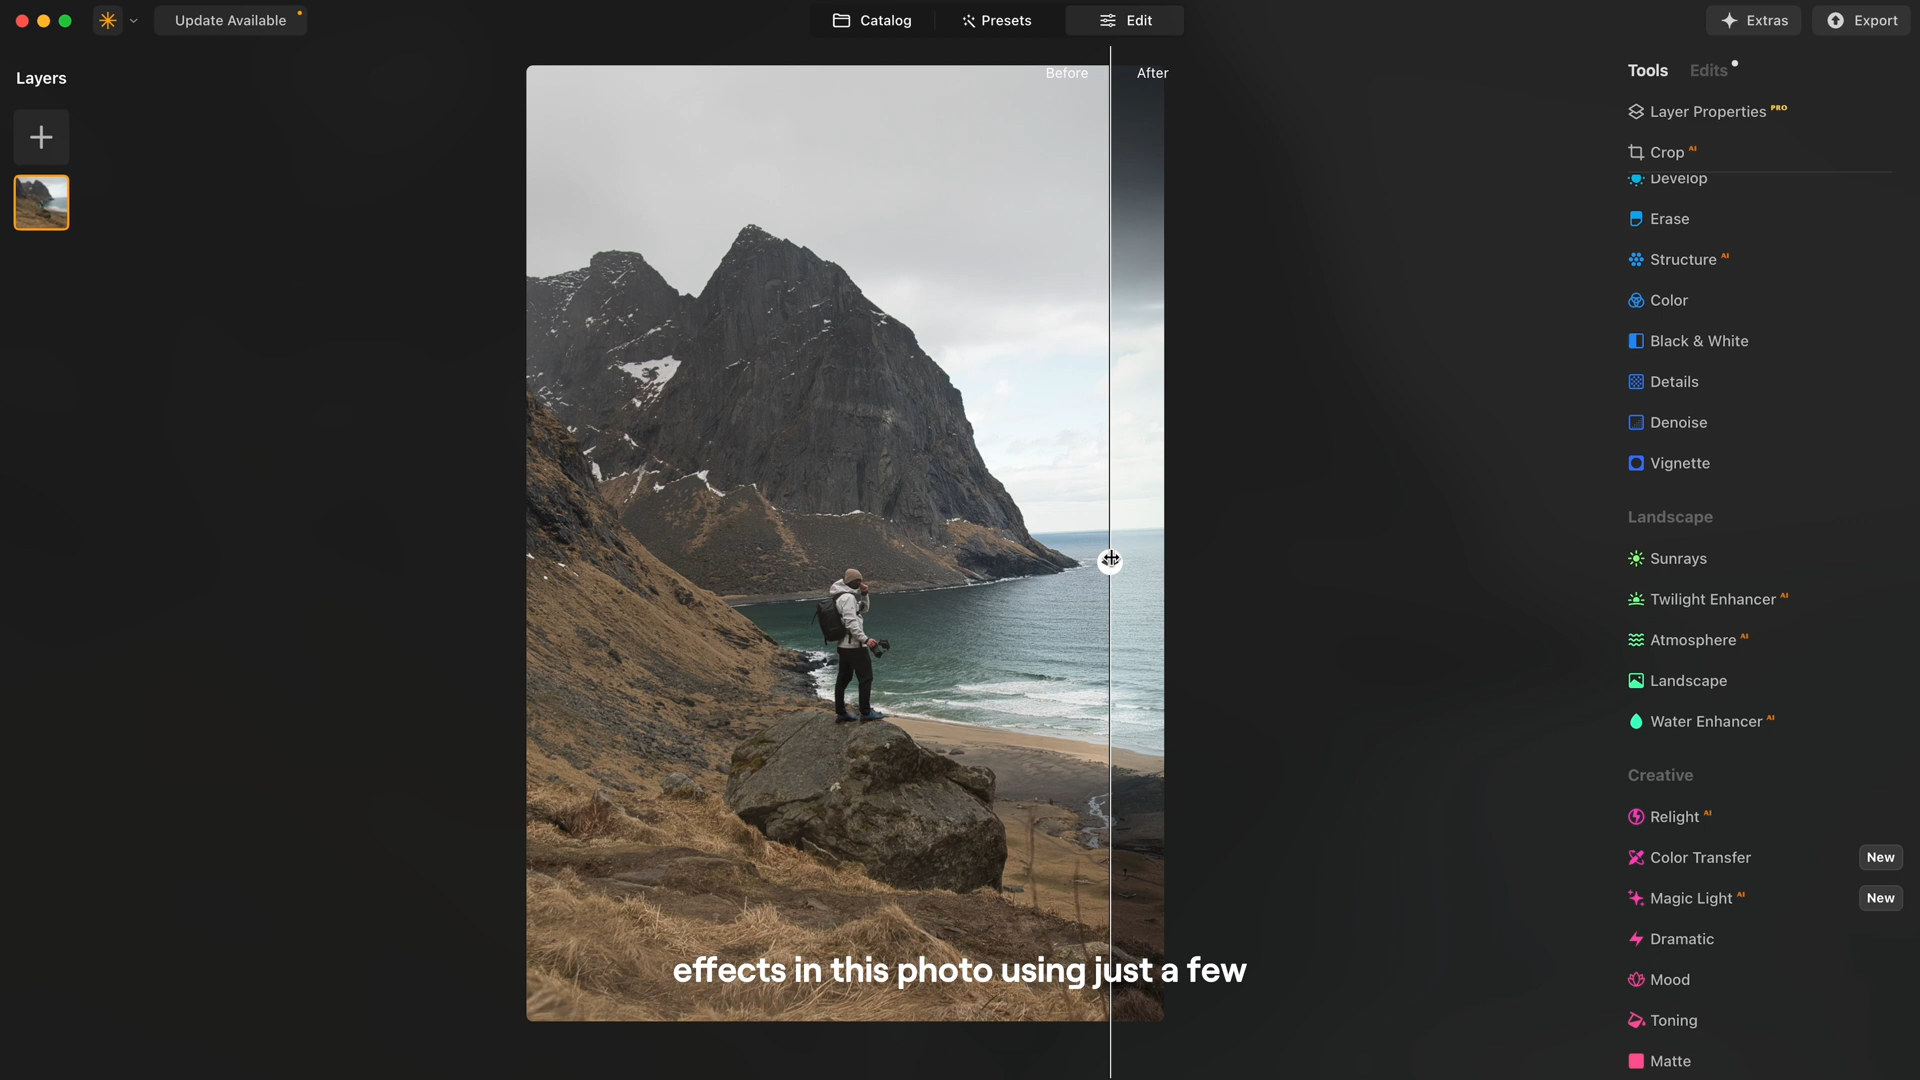 Update Available
Catalog
Presets
Edit
Extras
Export
Layers
Before
After
Tools
Edits
Layer Properties PRO
Crop AI
Develop
Erase
Structure AI
Color
Black & White
Details
Denoise
Vignette
Landscape
Sunrays
Twilight Enhancer AI
Atmosphere AI
Landscape
Water Enhancer AI
Creative
Relight AI
Color Transfer New
Magic Light AI New
Dramatic
Mood
Toning
Matte
effects in this photo using just a few